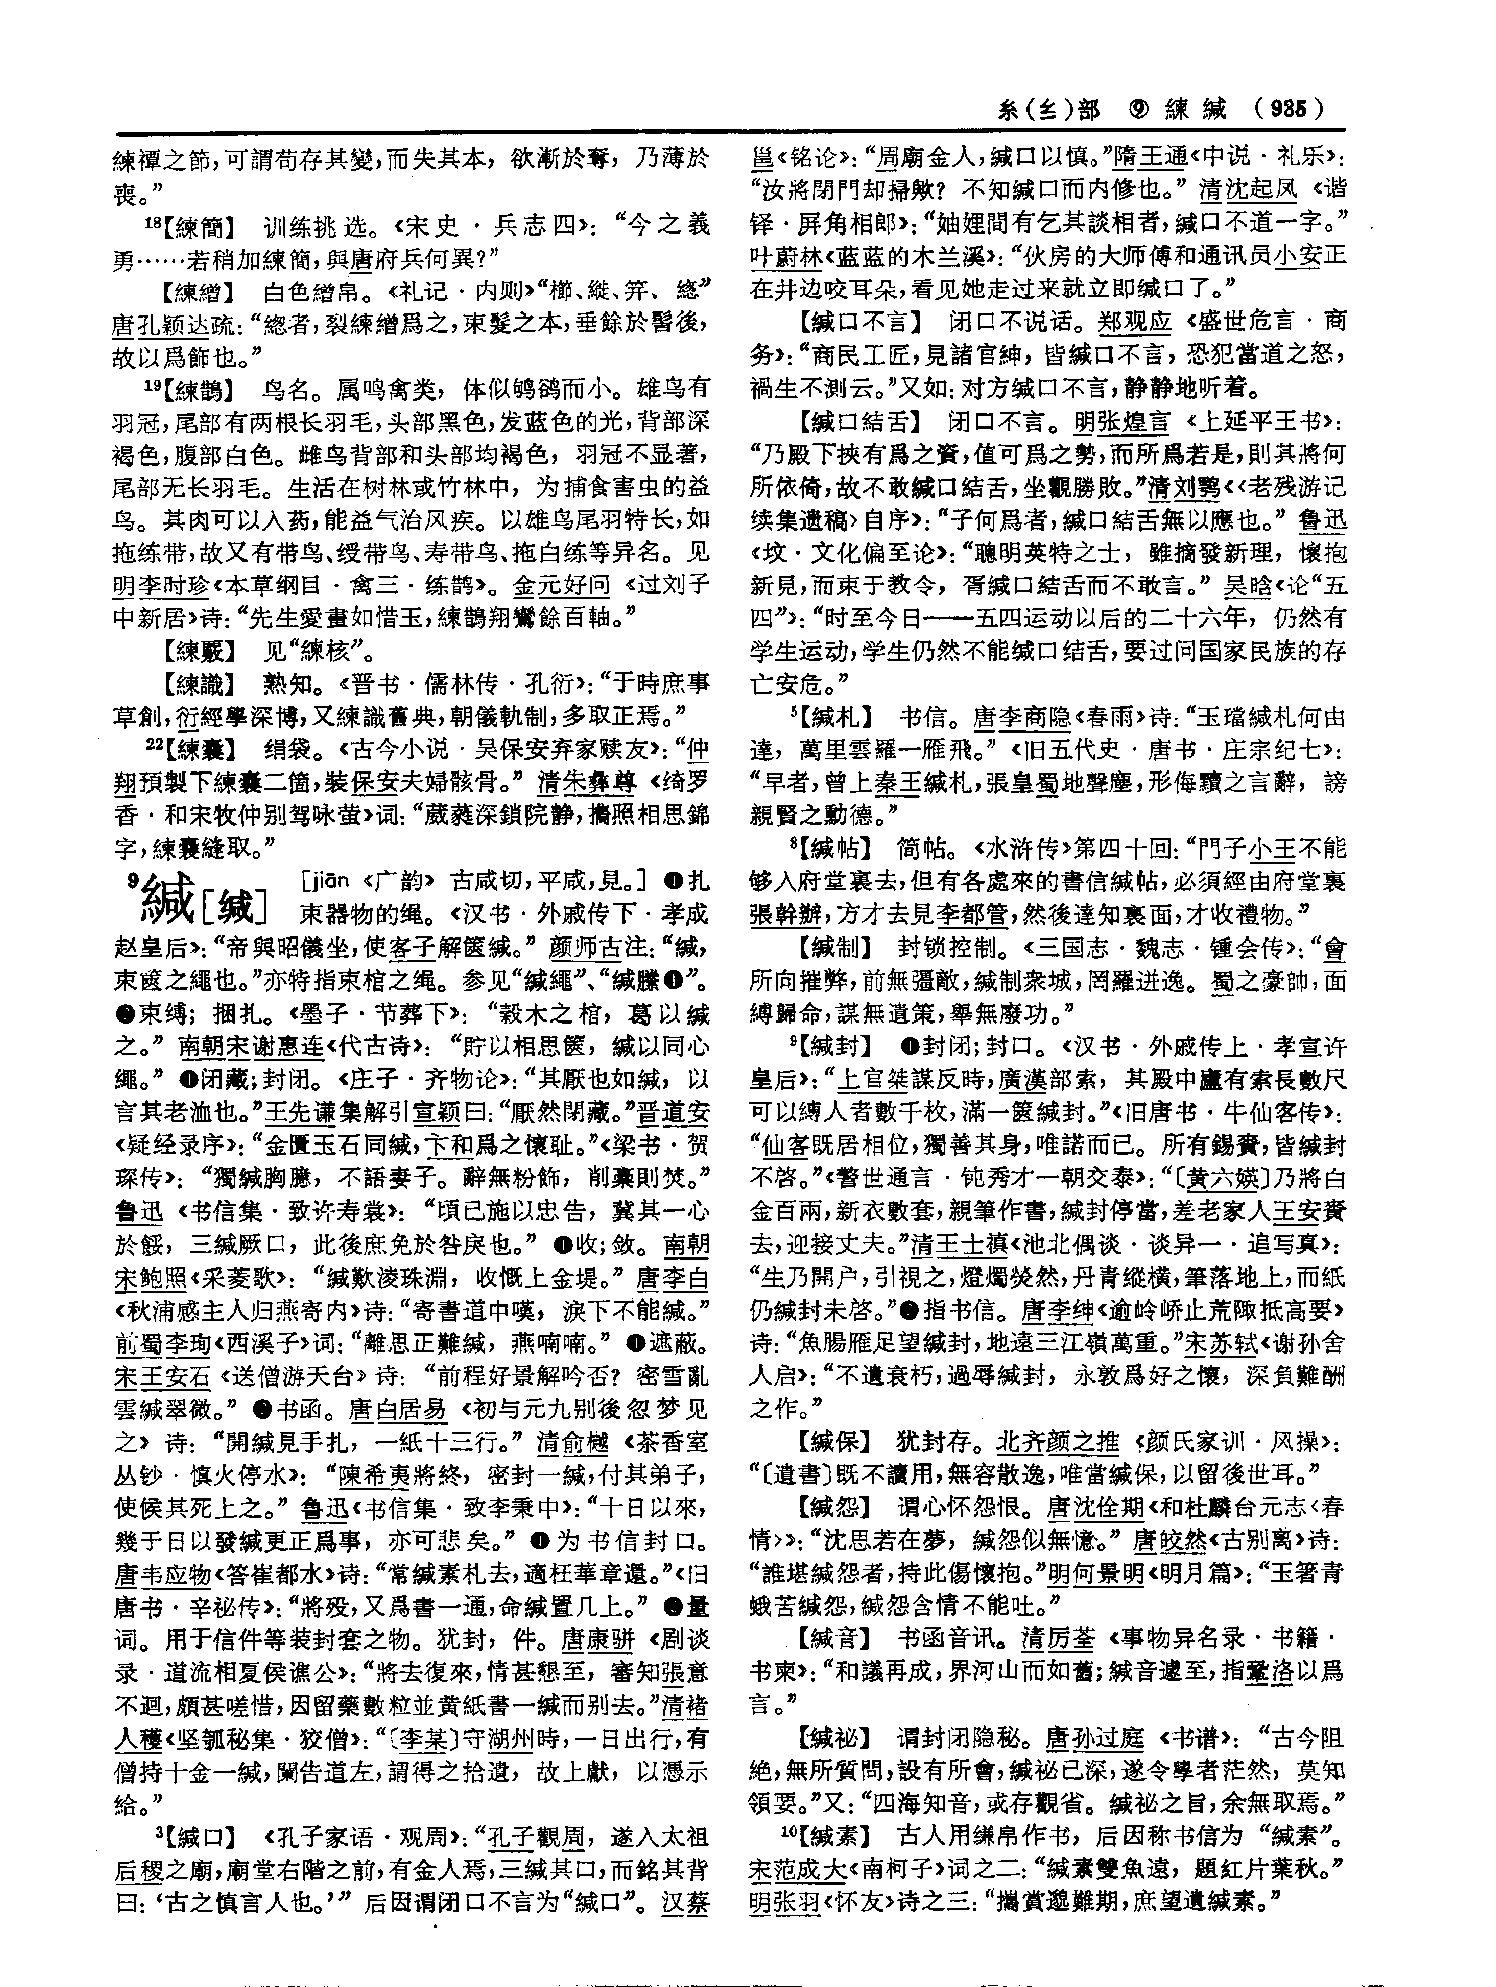 糸(糹)部 ⑨ 練 緘 (935)
練禫之節，可謂苟存其變，而失其本，欲漸於奪，乃薄於
喪。”
18【練簡】 训练挑选。《宋史·兵志四》：“今之義
勇……若稍加練簡，與唐府兵何異？”
【練繒】 白色繒帛。《礼记·内则》“櫛、縰、笄、總”
唐孔颖达疏：“總者，裂練繒爲之，束髮之本，垂餘於髻後，
故以爲飾也。”
19【練鵲】 鸟名。属鸣禽类，体似鸲鹆而小。雄鸟有
羽冠，尾部有两根长羽毛，头部黑色，发蓝色的光，背部深
褐色，腹部白色。雌鸟背部和头部均褐色，羽冠不显著，
尾部无长羽毛。生活在树林或竹林中，为捕食害虫的益
鸟。其肉可以入药，能益气治风疾。以雄鸟尾羽特长，如
拖练带，故又有带鸟、绶带鸟、寿带鸟、拖白练等异名。见
明李时珍《本草纲目·禽三·练鹊》。金元好问《过刘子
中新居》诗：“先生愛畫如惜玉，練鵲翔鸞餘百軸。”
【練覈】 见“練核”。
【練識】 熟知。《晋书·儒林传·孔衍》：“于時庶事
草創，衍經學深博，又練識舊典，朝儀軌制，多取正焉。”
22【練囊】 绢袋。《古今小说·吴保安弃家赎友》：“仲
翔預製下練囊二箇，裝保安夫婦骸骨。”清朱彝尊《绮罗
香·和宋牧仲别驾咏萤》词：“葳蕤深鎖院静，擕照相思錦
字，練囊縫取。”
9緘[缄] [jiān《广韵》古咸切，平咸，見。] ❶扎
束器物的绳。《汉书·外戚传下·孝成
赵皇后》：“帝與昭儀坐，使客子解篋緘。”颜师古注：“緘，
束篋之繩也。”亦特指束棺之绳。参见“緘繩”、“緘縢❶”。
❷束缚；捆扎。《墨子·节葬下》：“榖木之棺，葛以緘
之。”南朝宋谢惠连《代古诗》：“貯以相思篋，緘以同心
繩。”❸闭藏；封闭。《庄子·齐物论》：“其厭也如緘，以
言其老洫也。”王先谦集解引宣颖曰：“厭然閉藏。”晋道安
《疑经录序》：“金匱玉石同緘，卞和爲之懷耻。”《梁书·贺
琛传》：“獨緘胸臆，不語妻子。辭無粉飾，削藁則焚。”
鲁迅《书信集·致许寿裳》：“頃已施以忠告，冀其一心
於餒，三緘厥口，此後庶免於咎戾也。”❹收；敛。南朝
宋鲍照《采菱歌》：“緘歎淩珠淵，收慨上金堤。”唐李白
《秋浦感主人归燕寄内》诗：“寄書道中嘆，淚下不能緘。”
前蜀李珣《西溪子》词：“離思正難緘，燕喃喃。”❺遮蔽。
宋王安石《送僧游天台》诗：“前程好景解吟否？密雪亂
雲緘翠微。”❻书函。唐白居易《初与元九别後忽梦见
之》诗：“開緘見手札，一紙十三行。”清俞樾《茶香室
丛钞·慎火停水》：“陳希夷將終，密封一緘，付其弟子，
使侯其死上之。”鲁迅《书信集·致李秉中》：“十日以來，
幾于日以發緘更正爲事，亦可悲矣。”❼为书信封口。
唐韦应物《答崔都水》诗：“常緘素札去，適枉華章還。”《旧
唐书·辛祕传》：“將殁，又爲書一通，命緘置几上。”❽量
词。用于信件等装封套之物。犹封，件。唐康骈《剧谈
录·道流相夏侯谯公》：“將去復來，情甚懇至，審知張意
不迴，頗甚嗟惜，因留藥數粒並黄紙書一緘而别去。”清褚
人穫《坚瓠秘集·狡僧》：“〔李某〕守湖州時，一日出行，有
僧持十金一緘，闌告道左，謂得之拾遺，故上獻，以憑示
給。”
3【緘口】 《孔子家语·观周》：“孔子觀周，遂入太祖
后稷之廟，廟堂右階之前，有金人焉，三緘其口，而銘其背
曰：‘古之慎言人也。’”后因谓闭口不言为“緘口”。汉蔡
邕《铭论》：“周廟金人，緘口以慎。”隋王通《中说·礼乐》：
“汝將閉門却掃歟？不知緘口而内修也。”清沈起凤《谐
铎·屏角相郎》：“妯娌間有乞其談相者，緘口不道一字。”
叶蔚林《蓝蓝的木兰溪》：“伙房的大师傅和通讯员小安正
在井边咬耳朵，看见她走过来就立即缄口了。”
【緘口不言】 闭口不说话。郑观应《盛世危言·商
务》：“商民工匠，見諸官紳，皆緘口不言，恐犯當道之怒，
禍生不測云。”又如：对方缄口不言，静静地听着。
【緘口結舌】 闭口不言。明张煌言《上延平王书》：
“乃殿下挾有爲之資，值可爲之勢，而所爲若是，則其將何
所依倚，故不敢緘口結舌，坐觀勝敗。”清刘鹗《〈老残游记
续集遗稿〉自序》：“子何爲者，緘口結舌無以應也。”鲁迅
《坟·文化偏至论》：“聰明英特之士，雖摘發新理，懷抱
新見，而束于教令，胥緘口結舌而不敢言。”吴晗《论“五
四”》：“时至今日——五四运动以后的二十六年，仍然有
学生运动，学生仍然不能缄口结舌，要过问国家民族的存
亡安危。”
5【緘札】 书信。唐李商隐《春雨》诗：“玉璫緘札何由
達，萬里雲羅一雁飛。”《旧五代史·唐书·庄宗纪七》：
“早者，曾上秦王緘札，張皇蜀地聲塵，形侮黷之言辭，謗
親賢之勳德。”
8【緘帖】 简帖。《水浒传》第四十回：“門子小王不能
够入府堂裏去，但有各處來的書信緘帖，必須經由府堂裏
張幹辦，方才去見李都管，然後達知裏面，才收禮物。”
【緘制】 封锁控制。《三国志·魏志·锺会传》：“會
所向摧弊，前無彊敵，緘制衆城，罔羅迸逸。蜀之豪帥，面
縛歸命，謀無遺策，舉無廢功。”
9【緘封】 ❶封闭；封口。《汉书·外戚传上·孝宣许
皇后》：“上官桀謀反時，廣漢部索，其殿中廬有索長數尺
可以縛人者數千枚，滿一篋緘封。”《旧唐书·牛仙客传》：
“仙客既居相位，獨善其身，唯諾而已。所有錫賚，皆緘封
不啓。”《警世通言·钝秀才一朝交泰》：“〔黄六媖〕乃將白
金百兩，新衣數套，親筆作書，緘封停當，差老家人王安齎
去，迎接丈夫。”清王士禛《池北偶谈·谈异一·追写真》：
“生乃開户，引視之，燈燭熒然，丹青縱横，筆落地上，而紙
仍緘封未啓。”❷指书信。唐李绅《逾岭峤止荒陬抵高要》
诗：“魚腸雁足望緘封，地遠三江嶺萬重。”宋苏轼《谢孙舍
人启》：“不遺衰朽，過辱緘封，永敦爲好之懷，深負難酬
之作。”
【緘保】 犹封存。北齐颜之推《颜氏家训·风操》：
“〔遺書〕既不讀用，無容散逸，唯當緘保，以留後世耳。”
【緘怨】 谓心怀怨恨。唐沈佺期《和杜麟台元志〈春
情〉》：“沈思若在夢，緘怨似無憶。”唐皎然《古别离》诗：
“誰堪緘怨者，持此傷懷抱。”明何景明《明月篇》：“玉箸青
蛾苦緘怨，緘怨含情不能吐。”
【緘音】 书函音讯。清厉荃《事物异名录·书籍·
书柬》：“和議再成，界河山而如舊；緘音遽至，指鞏洛以爲
言。”
【緘祕】 谓封闭隐秘。唐孙过庭《书谱》：“古今阻
絶，無所質問，設有所會，緘祕已深，遂令學者茫然，莫知
領要。”又：“四海知音，或存觀省。緘祕之旨，余無取焉。”
10【緘素】 古人用缣帛作书，后因称书信为“緘素”。
宋范成大《南柯子》词之二：“緘素雙魚遠，題紅片葉秋。”
明张羽《怀友》诗之三：“擕賞邈難期，庶望遺緘素。”